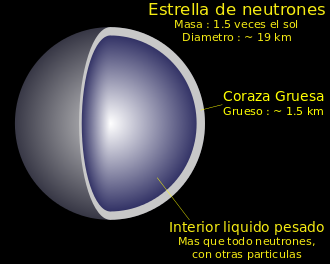 Estrella de neutrones
Masa : 1.5 veces el sol
Diametro : ~ 19 km
Coraza Gruesa
Grueso : ~ 1.5 km
Interior liquido pesado
Mas que todo neutrones,
con otras particulas